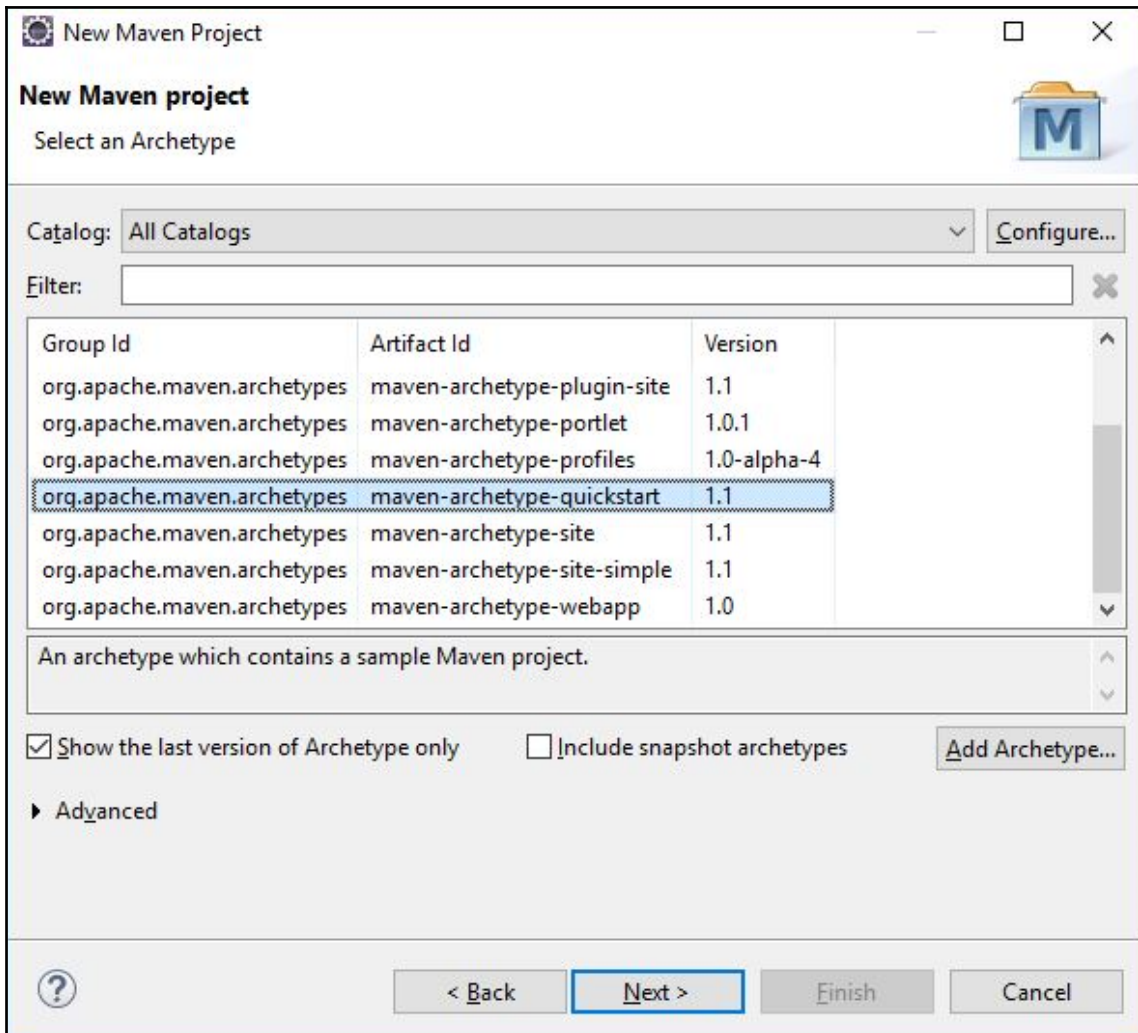 New Maven Project
New Maven project
Select an Archetype
M
Catalog: All Catalogs Configure...
Filter:
Group Id Artifact Id Version
org.apache.maven.archetypes maven-archetype-plugin-site 1.1
org.apache.maven.archetypes maven-archetype-portlet 1.0.1
org.apache.maven.archetypes maven-archetype-profiles 1.0-alpha-4
org.apache.maven.archetypes maven-archetype-quickstart 1.1
org.apache.maven.archetypes maven-archetype-site 1.1
org.apache.maven.archetypes maven-archetype-site-simple 1.1
org.apache.maven.archetypes maven-archetype-webapp 1.0
An archetype which contains a sample Maven project.
Show the last version of Archetype only Include snapshot archetypes Add Archetype...
Advanced
? < Back Next > Finish Cancel